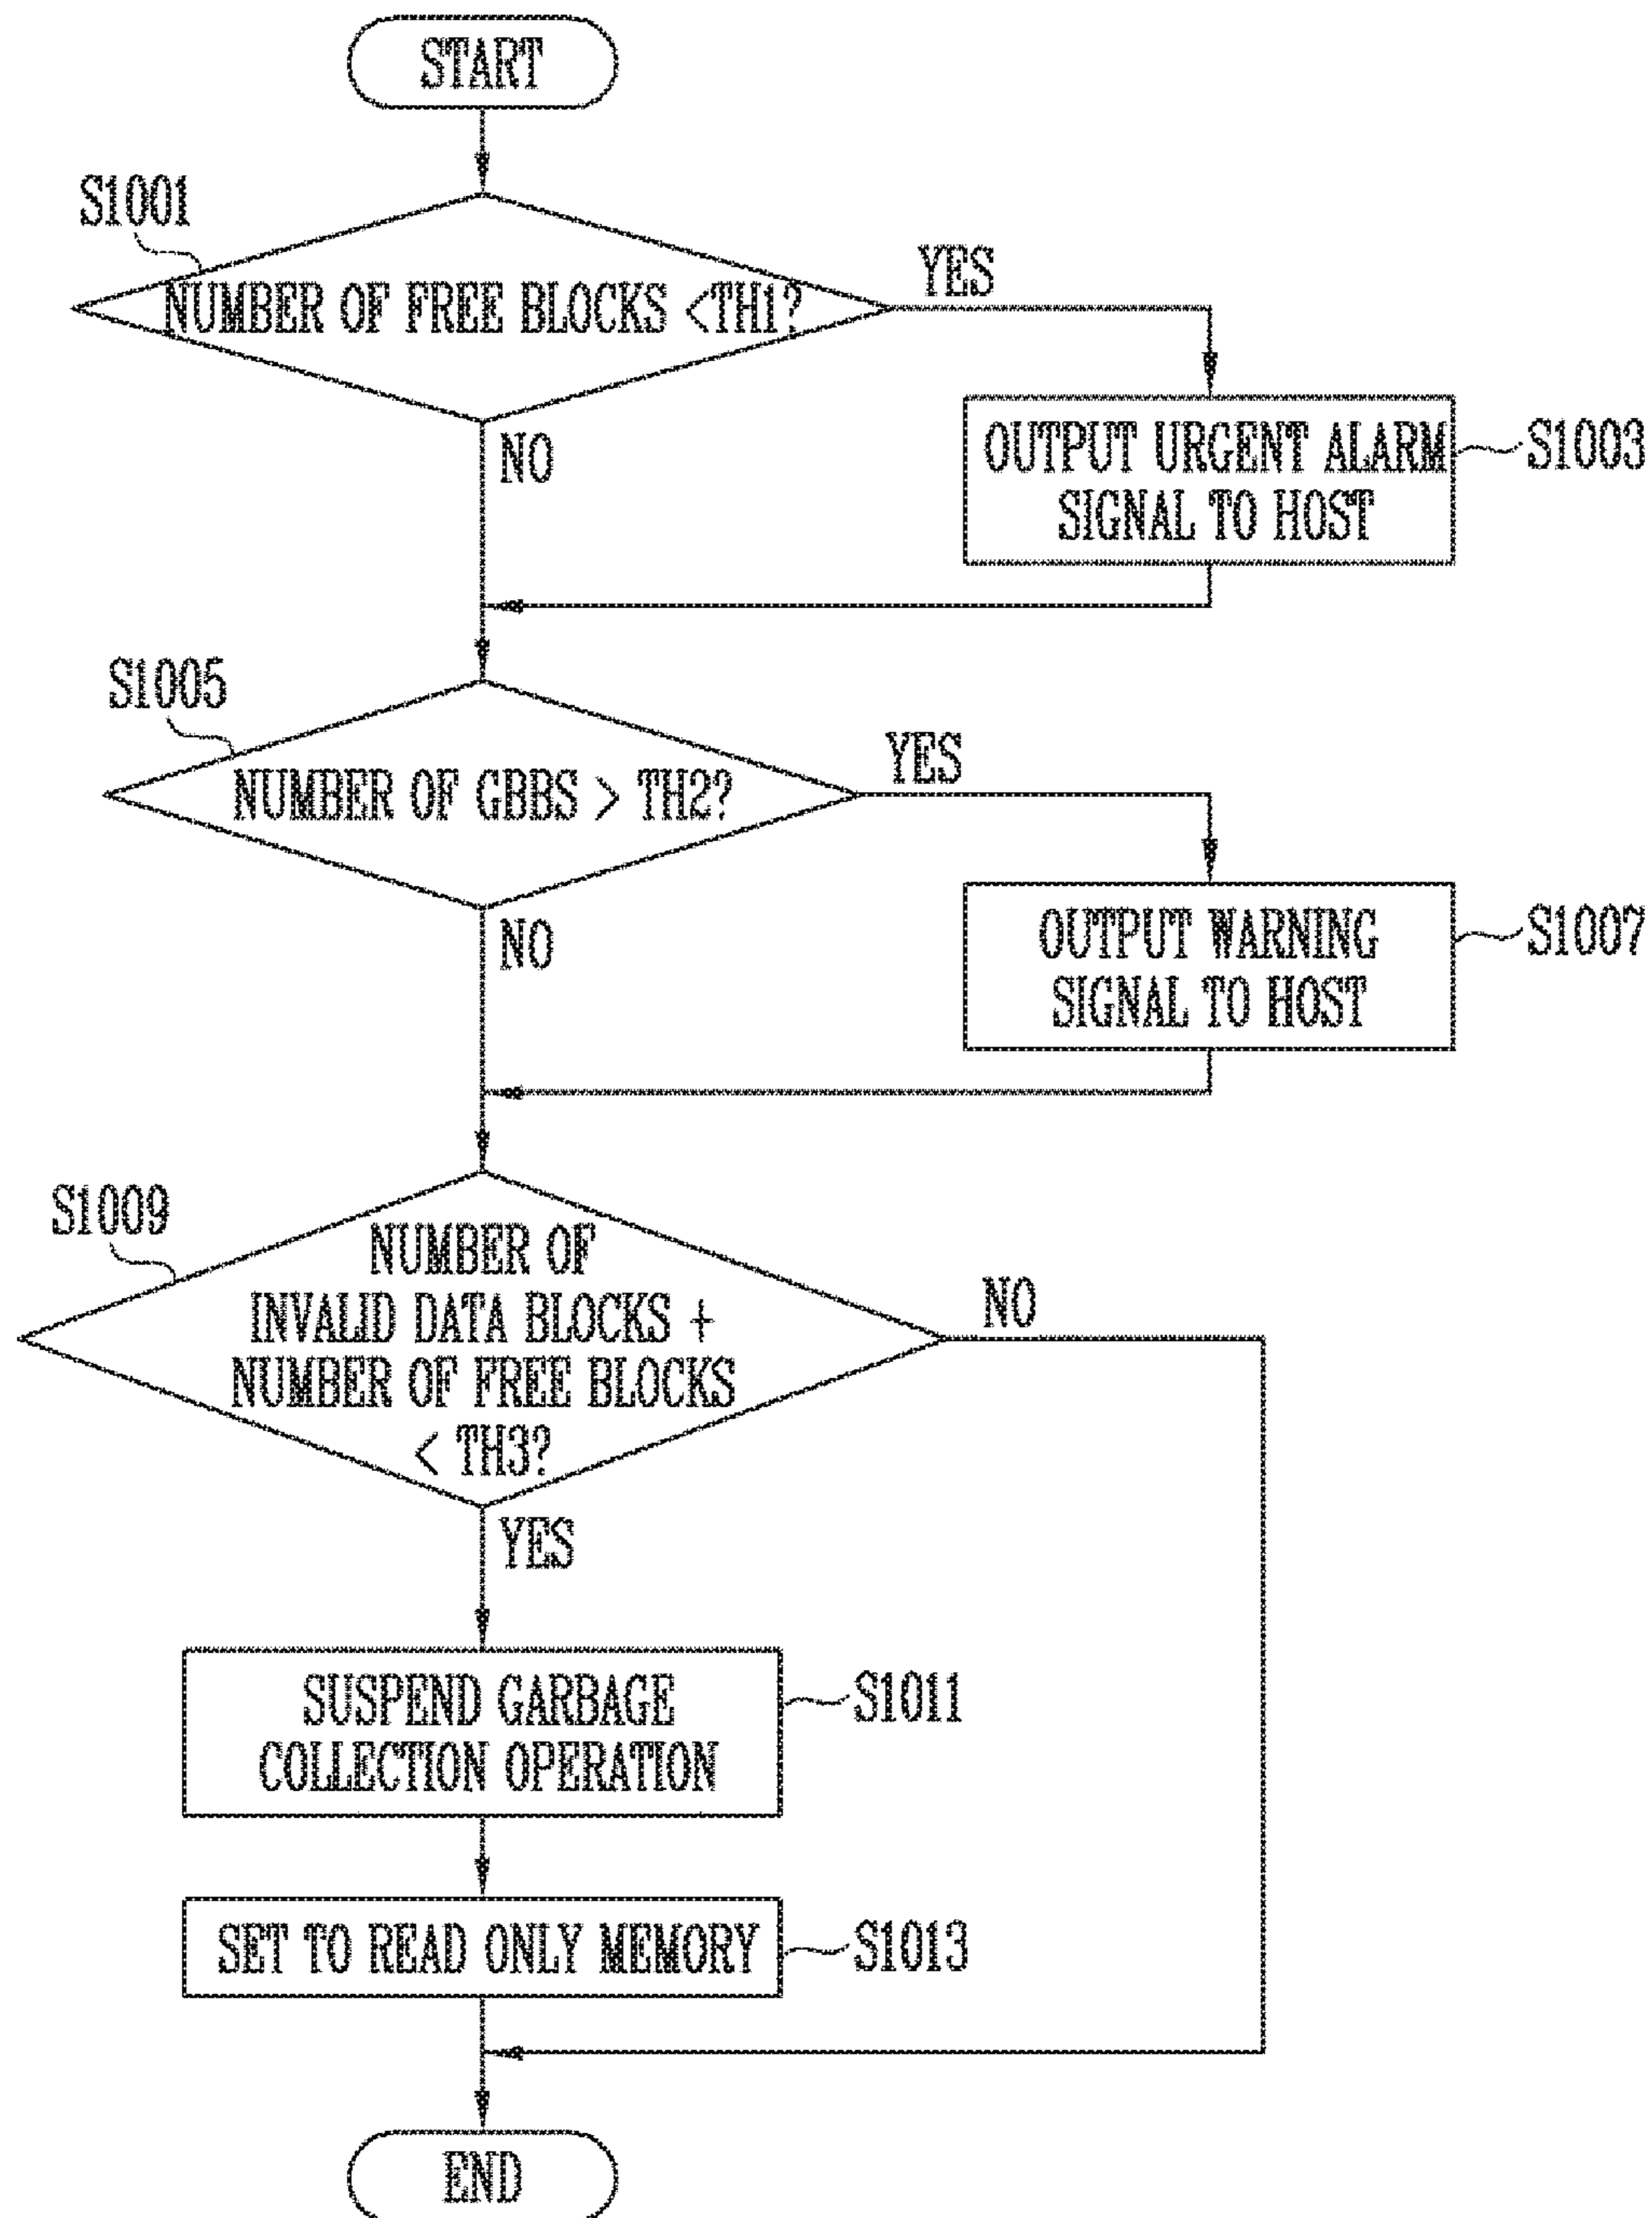 START
S1001
NUMBER OF FREE BLOCKS <TH1?
YES
NO
OUTPUT URGENT ALARM
SIGNAL TO HOST
S1003
S1005
NUMBER OF GBBS > TH2?
YES
NO
OUTPUT WARNING
SIGNAL TO HOST
S1007
S1009
NUMBER OF
INVALID DATA BLOCKS +
NUMBER OF FREE BLOCKS
< TH3?
NO
YES
SUSPEND GARBAGE
COLLECTION OPERATION
S1011
SET TO READ ONLY MEMORY
S1013
END